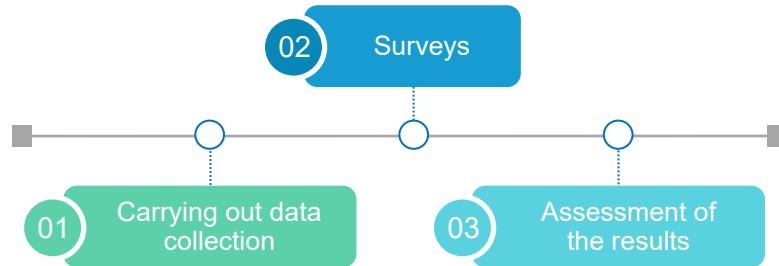 02
Surveys
01
Carrying out data
collection
03
Assessment of
the results